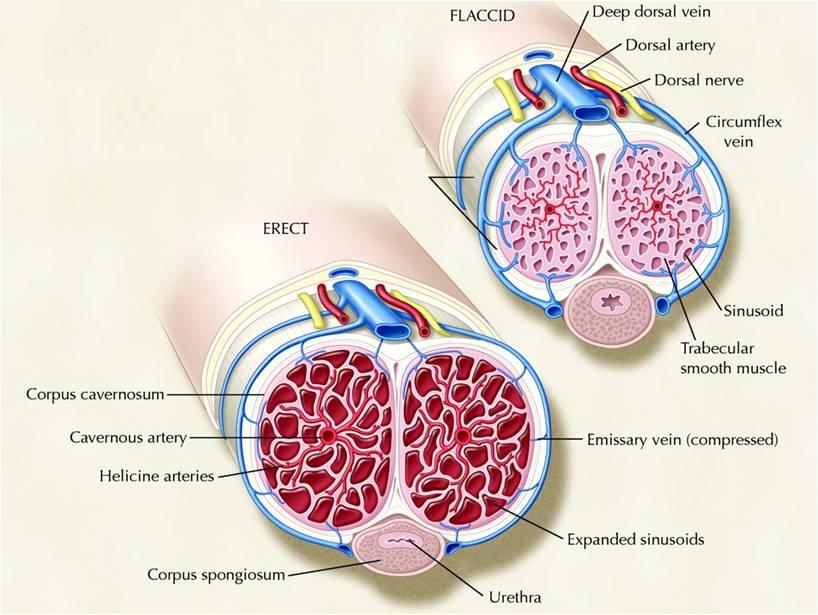 FLACCID
Deep dorsal vein
Dorsal artery
Dorsal nerve
Circumflex
vein
Sinusoid
Trabecular
smooth muscle
ERECT
Corpus cavernosum
Cavernous artery
Helicine arteries
Corpus spongiosum
Emissary vein (compressed)
Expanded sinusoids
Urethra